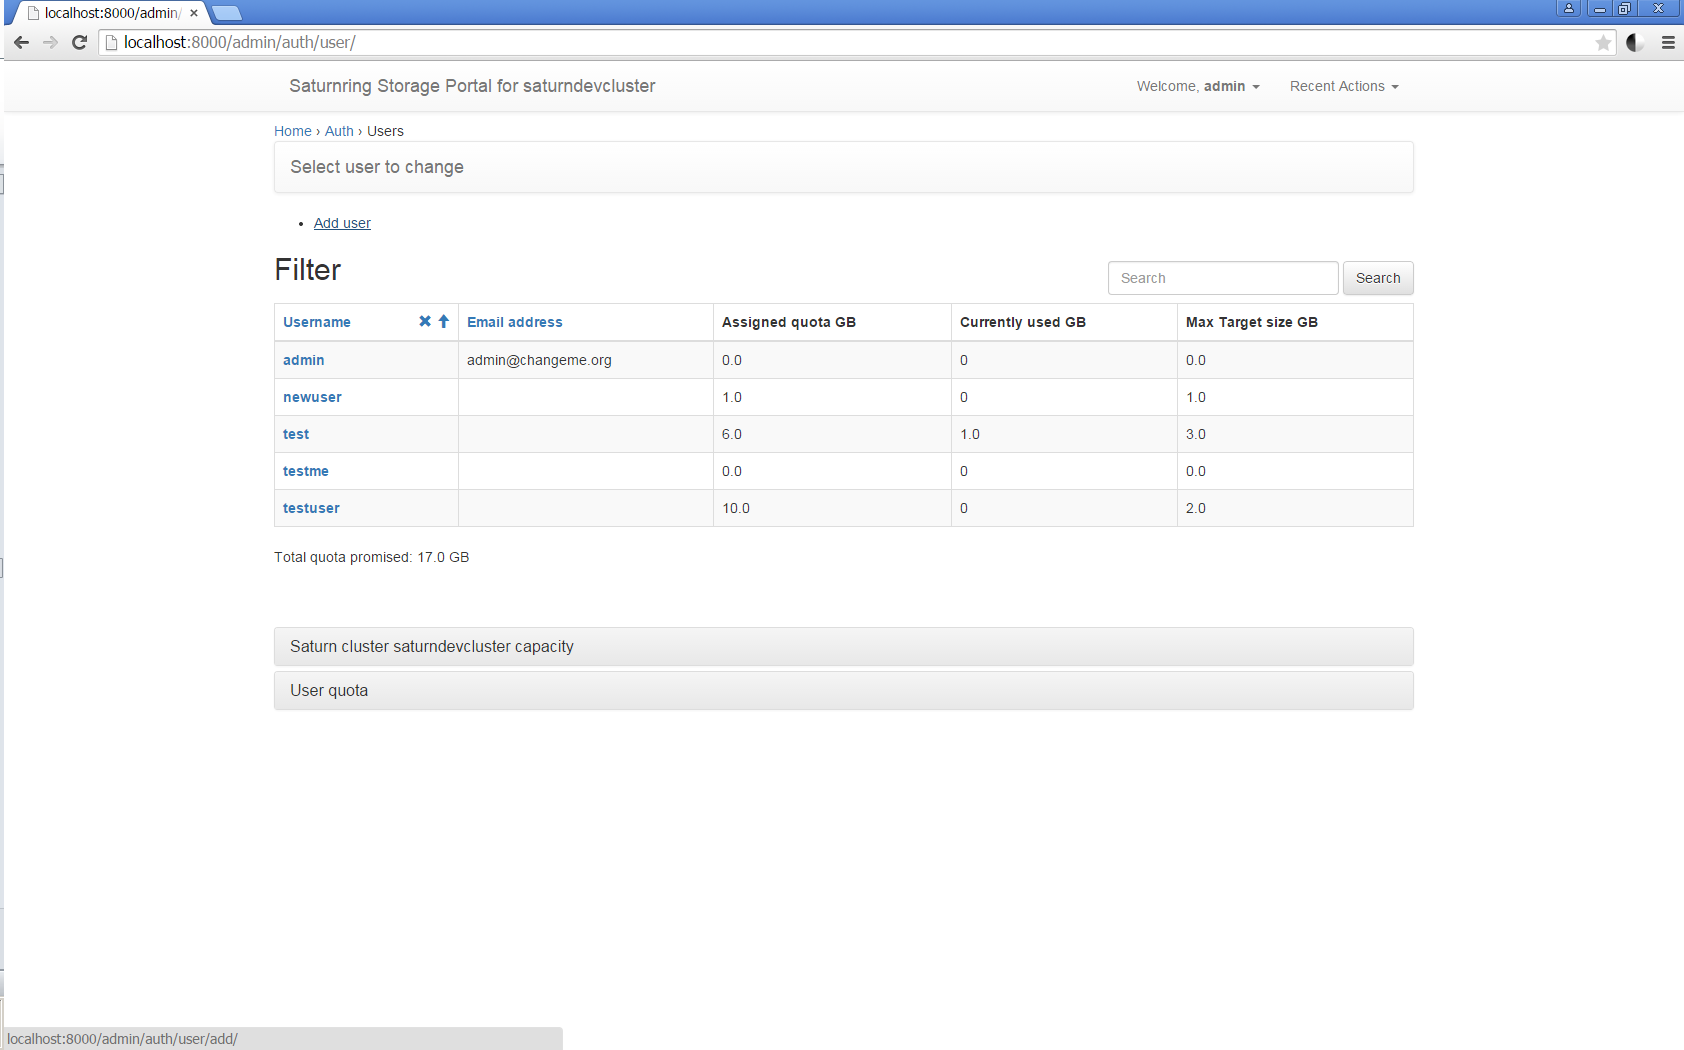 localhost:8000/admin/
localhost:8000/admin/auth/user/
Saturnring Storage Portal for saturndevcluster Welcome, admin Recent Actions
Home › Auth › Users
Select user to change
• Add user
Filter Search Search
Username Email address Assigned quota GB Currently used GB Max Target size GB
admin admin@changeme.org 0.0 0 0.0
newuser 1.0 0 1.0
test 6.0 1.0 3.0
testme 0.0 0 0.0
testuser 10.0 0 2.0
Total quota promised: 17.0 GB
Saturn cluster saturndevcluster capacity
User quota
localhost:8000/admin/auth/user/add/